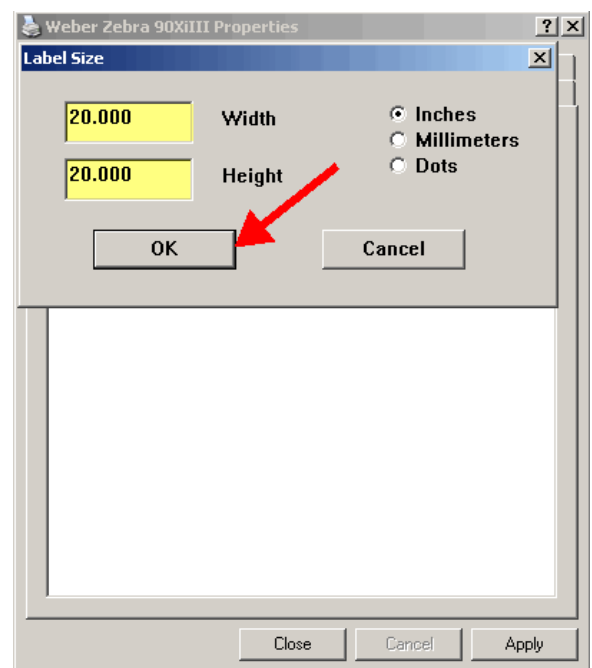 Weber Zebra 90XiIII Properties
Label Size
20.000 Width
20.000 Height
Inches
Millimeters
Dots
OK Cancel
Close Cancel Apply